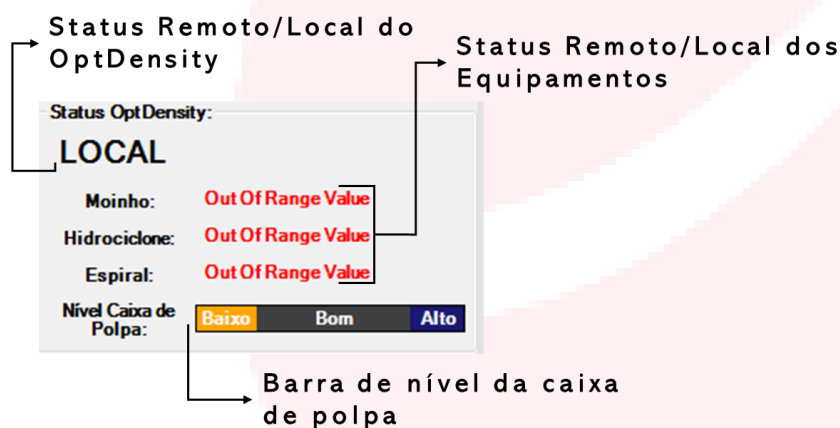 Status Remoto/Local do
OptDensity
Status Remoto/Local dos
Equipamentos
Status OptDensity:
LOCAL
Moinho: Out Of Range Value
Hidrociclone: Out Of Range Value
Espiral: Out Of Range Value
Nível Caixa de
Polpa:
Baixo Bom Alto
Barra de nível da caixa
de polpa